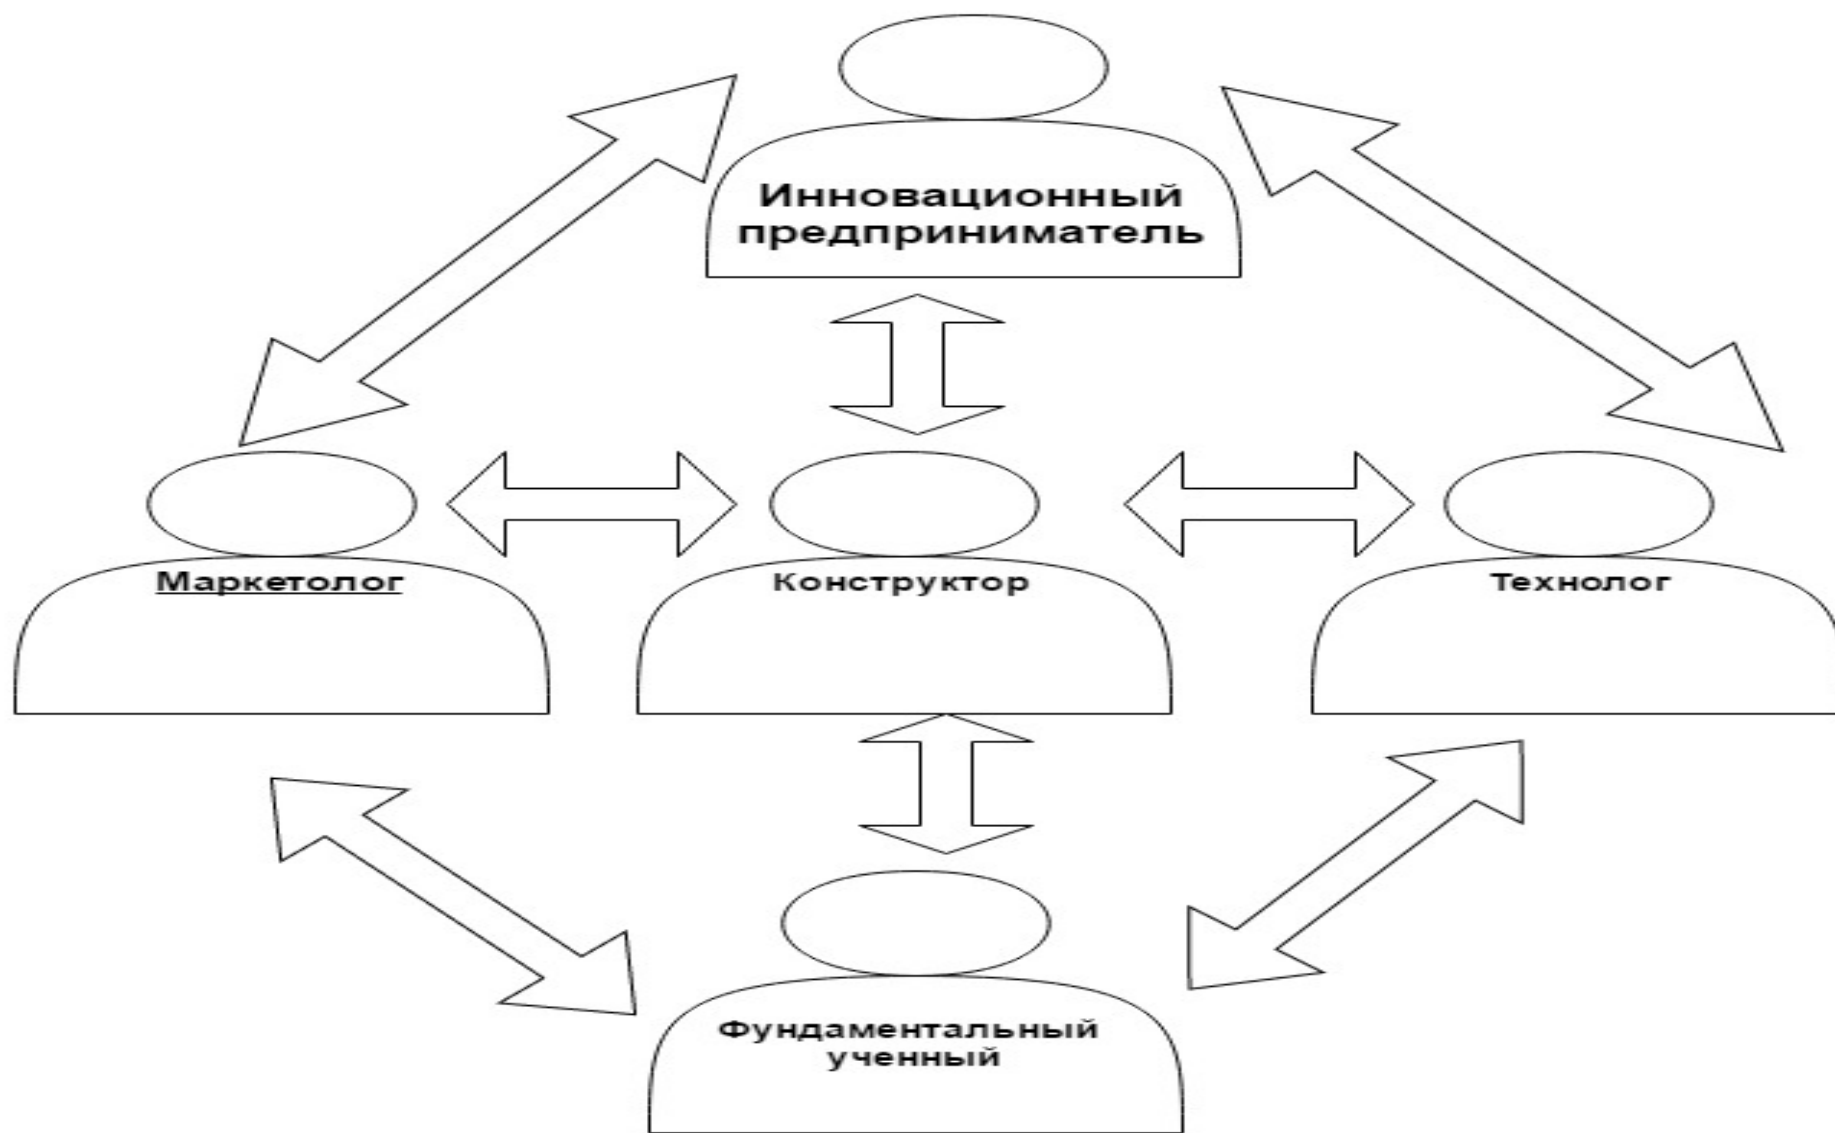 Инновационный
предприниматель
Маркетолог
Конструктор
Технолог
Фундаментальный
ученный